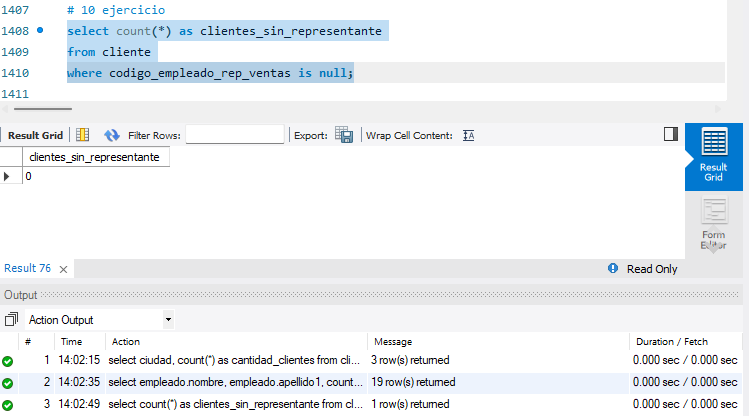 1407 # 10 ejercicio
1408 select count(*) as clientes_sin_representante
1409 from cliente
1410 where codigo_empleado_rep_ventas is null;
1411
Result Grid Filter Rows: Export: Wrap Cell Content: IA
clientes_sin_representante
0
Result Grid
Form Editor
Result 76 × Read Only
Output
Action Output
# Time Action Message Duration / Fetch
1 14:02:15 select ciudad, count(*) as cantidad_clientes from cli... 3 row(s) returned 0.000 sec / 0.000 sec
2 14:02:35 select empleado.nombre, empleado.apellido1, count... 19 row(s) returned 0.000 sec / 0.000 sec
3 14:02:49 select count(*) as clientes_sin_representante from cl... 1 row(s) returned 0.000 sec / 0.000 sec